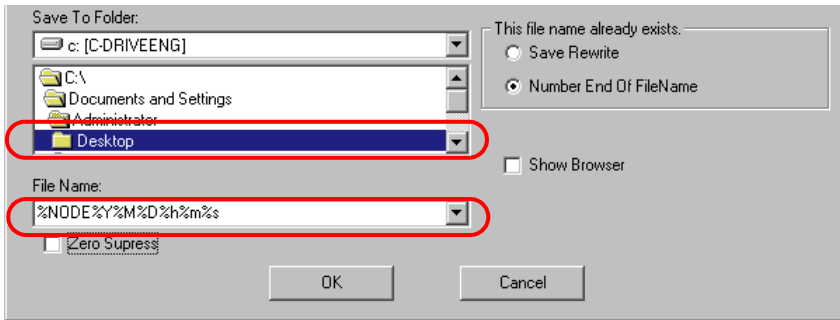 Save To Folder:
c: [C-DRIVEENG]
C:\
Documents and Settings
Administrator
Desktop
File Name:
%NODE%Y%M%D%h%m%s
Zero Supress
This file name already exists.
Save Rewrite
Number End Of FileName
Show Browser
OK
Cancel